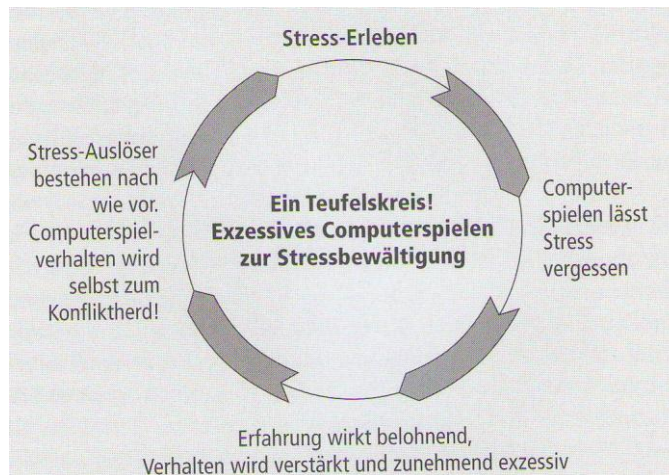 Stress-Erleben
Computer-
spielen lässt
Stress
vergessen
Erfahrung wirkt belohnend,
Verhalten wird verstärkt und zunehmend exzessiv
Stress-Auslöser
bestehen nach
wie vor.
Computerspiel-
verhalten wird
selbst zum
Konfliktherd!
Ein Teufelskreis!
Exzessives Computerspielen
zur Stressbewältigung